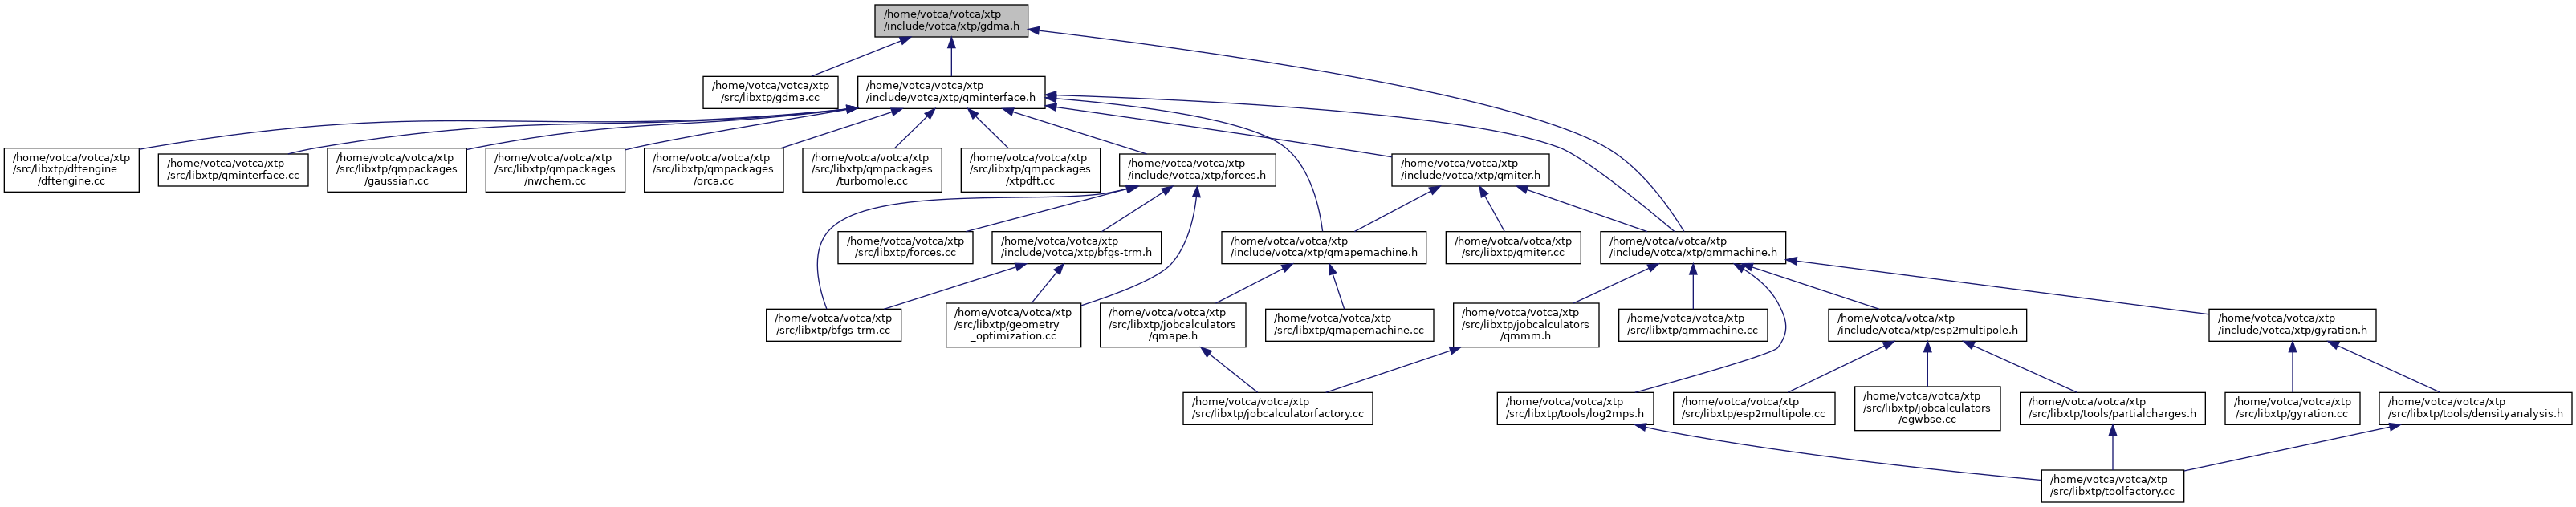 /home/votca/votca/xtp
/include/votca/xtp/gdma.h
/home/votca/votca/xtp
/src/libxtp/gdma.cc
/home/votca/votca/xtp
/include/votca/xtp/qminterface.h
/home/votca/votca/xtp
/src/libxtp/dftengine
/dftengine.cc
/home/votca/votca/xtp
/src/libxtp/qminterface.cc
/home/votca/votca/xtp
/src/libxtp/qmpackages
/gaussian.cc
/home/votca/votca/xtp
/src/libxtp/qmpackages
/nwchem.cc
/home/votca/votca/xtp
/src/libxtp/qmpackages
/orca.cc
/home/votca/votca/xtp
/src/libxtp/qmpackages
/turbomole.cc
/home/votca/votca/xtp
/src/libxtp/qmpackages
/xtpdft.cc
/home/votca/votca/xtp
/include/votca/xtp/forces.h
/home/votca/votca/xtp
/include/votca/xtp/qmiter.h
/home/votca/votca/xtp
/src/libxtp/forces.cc
/home/votca/votca/xtp
/include/votca/xtp/bfgs-trm.h
/home/votca/votca/xtp
/include/votca/xtp/qmapemachine.h
/home/votca/votca/xtp
/src/libxtp/qmiter.cc
/home/votca/votca/xtp
/include/votca/xtp/qmmachine.h
/home/votca/votca/xtp
/src/libxtp/bfgs-trm.cc
/home/votca/votca/xtp
/src/libxtp/geometry
_optimization.cc
/home/votca/votca/xtp
/src/libxtp/jobcalculators
/qmape.h
/home/votca/votca/xtp
/src/libxtp/qmapemachine.cc
/home/votca/votca/xtp
/src/libxtp/jobcalculators
/qmmm.h
/home/votca/votca/xtp
/src/libxtp/qmmachine.cc
/home/votca/votca/xtp
/include/votca/xtp/esp2multipole.h
/home/votca/votca/xtp
/include/votca/xtp/gyration.h
/home/votca/votca/xtp
/src/libxtp/jobcalculatorfactory.cc
/home/votca/votca/xtp
/src/libxtp/tools/log2mps.h
/home/votca/votca/xtp
/src/libxtp/esp2multipole.cc
/home/votca/votca/xtp
/src/libxtp/jobcalculators
/egwbse.cc
/home/votca/votca/xtp
/src/libxtp/tools/partialcharges.h
/home/votca/votca/xtp
/src/libxtp/gyration.cc
/home/votca/votca/xtp
/src/libxtp/tools/densityanalysis.h
/home/votca/votca/xtp
/src/libxtp/toolfactory.cc